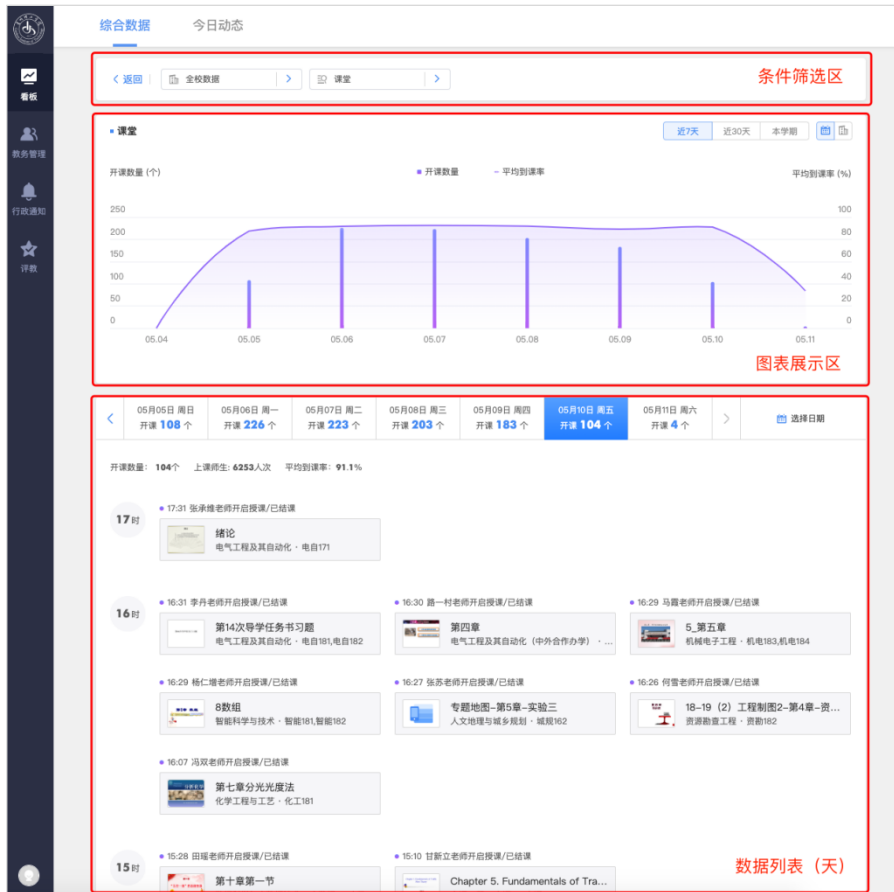 综合数据 今日动态
看板
教务管理
行政通知
评教
返回 全校数据 课堂
条件筛选区
课堂
近7天 近30天 本学期
开课数量 (个) 开课数量 平均到课率 平均到课率 (%)
250 100
200 80
150 60
100 40
50 20
0 0
05.04 05.05 05.06 05.07 05.08 05.09 05.10 05.11
图表展示区
05月05日 周日 05月06日 周一 05月07日 周二 05月08日 周三 05月09日 周四 05月10日 周五 05月11日 周六
开课 108 个 开课 226 个 开课 223 个 开课 203 个 开课 183 个 开课 104 个 开课 4 个
选择日期
开课数量: 104个 上课师生: 6253人次 平均到课率: 91.1%
17时
17:31 张承维老师开启授课/已结课
绪论
电气工程及其自动化 · 电自171
16时
16:31 李丹老师开启授课/已结课 16:30 路一村老师开启授课/已结课 16:29 马霞老师开启授课/已结课
第14次导学任务书习题 第四章 5_第五章
电气工程及其自动化 · 电自181,电自182 电气工程及其自动化（中外合作办学） · ... 机械电子工程 · 机电183,机电184
16:29 杨仁增老师开启授课/已结课 16:27 张苏老师开启授课/已结课 16:26 何雪老师开启授课/已结课
8数组 专题地图-第5章-实验三 18-19（2）工程制图2-第4章-资...
智能科学与技术 · 智能181,智能182 人文地理与城乡规划 · 城规162 资源勘查工程 · 资勘182
16:07 冯双老师开启授课/已结课
第七章分光光度法
化学工程与工艺 · 化工181
15时
15:28 田瑶老师开启授课/已结课 15:10 甘新立老师开启授课/已结课
第十章第一节 Chapter 5. Fundamentals of Tra...
数据列表（天）